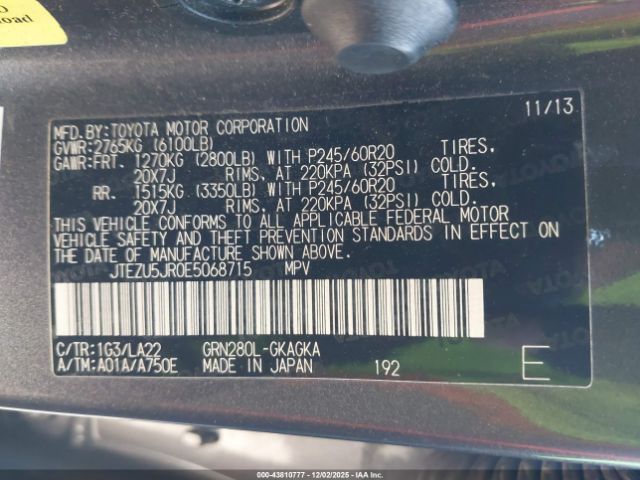 oad
MFD.BY:TOYOTA MOTOR CORPORATION 11/13
GVWR:2765KG (6100LB)
GAWR:FRT. 1270KG (2800LB) WITH P245/60R20 TIRES,
20X7J RIMS, AT 220KPA (32PSI) COLD.
RR. 1515KG (3350LB) WITH P245/60R20 TIRES,
20X7J RIMS, AT 220KPA (32PSI) COLD.
THIS VEHICLE CONFORMS TO ALL APPLICABLE FEDERAL MOTOR
VEHICLE SAFETY AND THEFT PREVENTION STANDARDS IN EFFECT ON
THE DATE OF MANUFACTURE SHOWN ABOVE.
JTEZU5JR0E5068715 MPV
C/TR:1G3/LA22 GRN280L-GKAGKA
A/TM:A01A/A750E MADE IN JAPAN 192 E
000-43810777 - 12/02/2025 - IAAI.COM